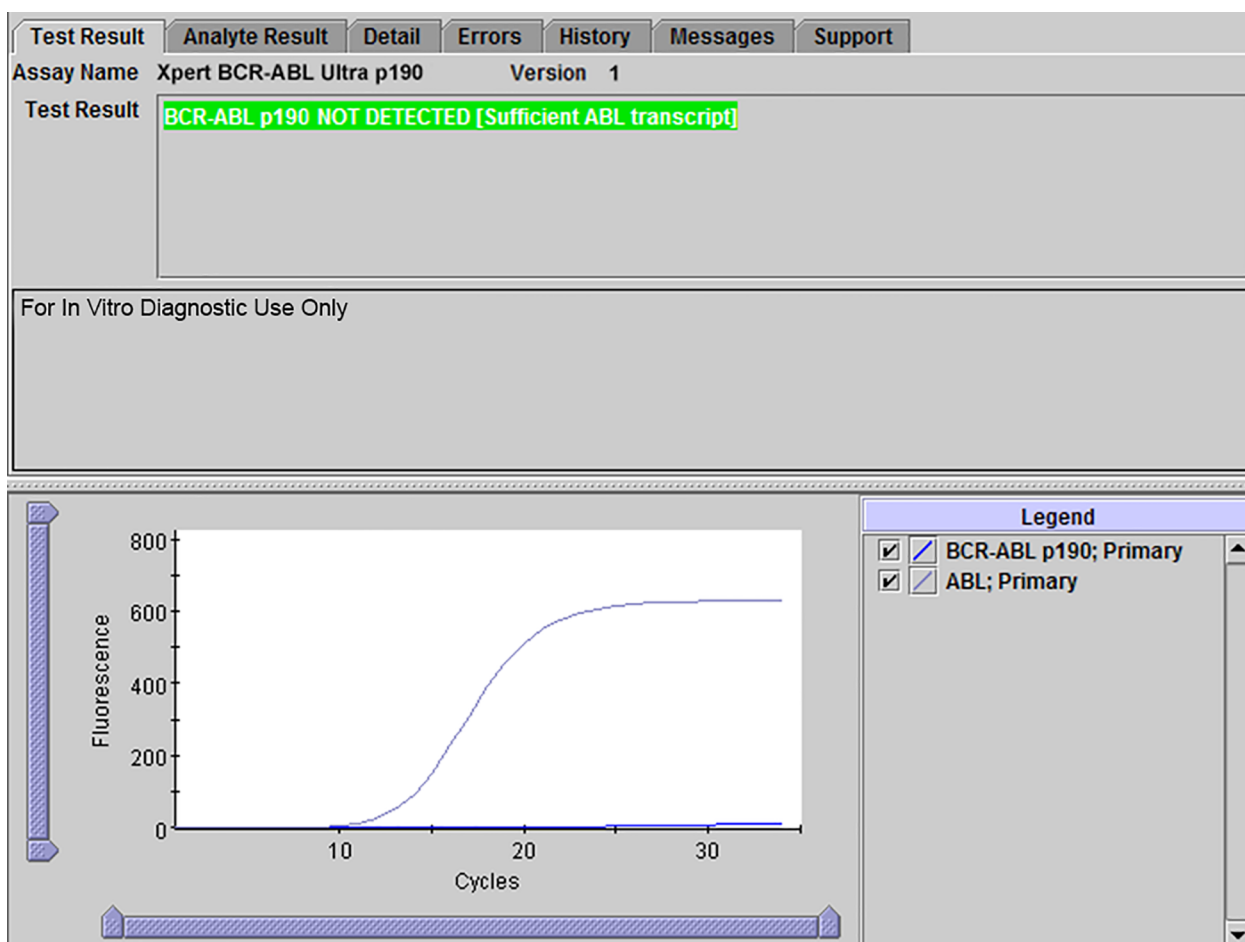 Test Result Analyte Result Detail Errors History Messages Support
Assay Name Xpert BCR-ABL Ultra p190 Version 1
Test Result BCR-ABL p190 NOT DETECTED [Sufficient ABL transcript]
For In Vitro Diagnostic Use Only
800
600
400
200
0
Fluorescence
10 20 30
Cycles
Legend
BCR-ABL p190; Primary
ABL; Primary